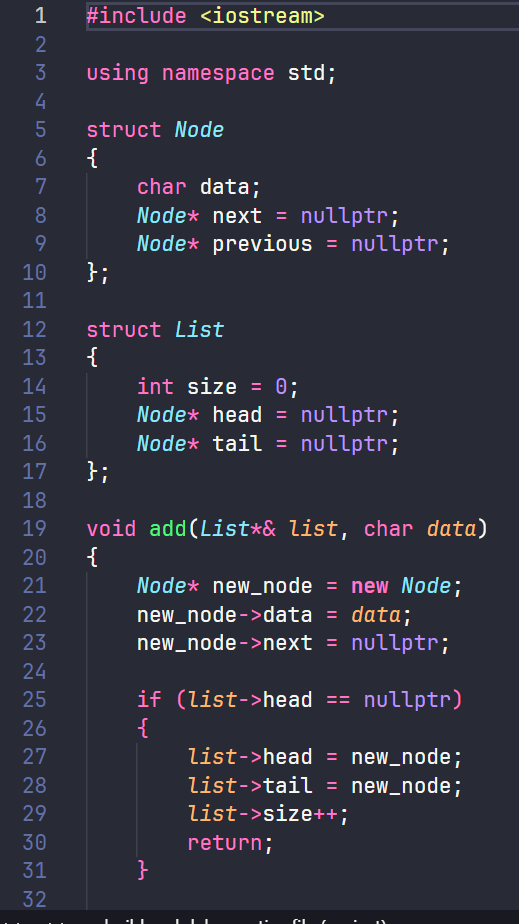 1 #include <iostream>
2
3 using namespace std;
4
5 struct Node
6 {
7     char data;
8     Node* next = nullptr;
9     Node* previous = nullptr;
10 };
11
12 struct List
13 {
14     int size = 0;
15     Node* head = nullptr;
16     Node* tail = nullptr;
17 };
18
19 void add(List*& list, char data)
20 {
21     Node* new_node = new Node;
22     new_node->data = data;
23     new_node->next = nullptr;
24
25     if (list->head == nullptr)
26     {
27         list->head = new_node;
28         list->tail = new_node;
29         list->size++;
30         return;
31     }
32